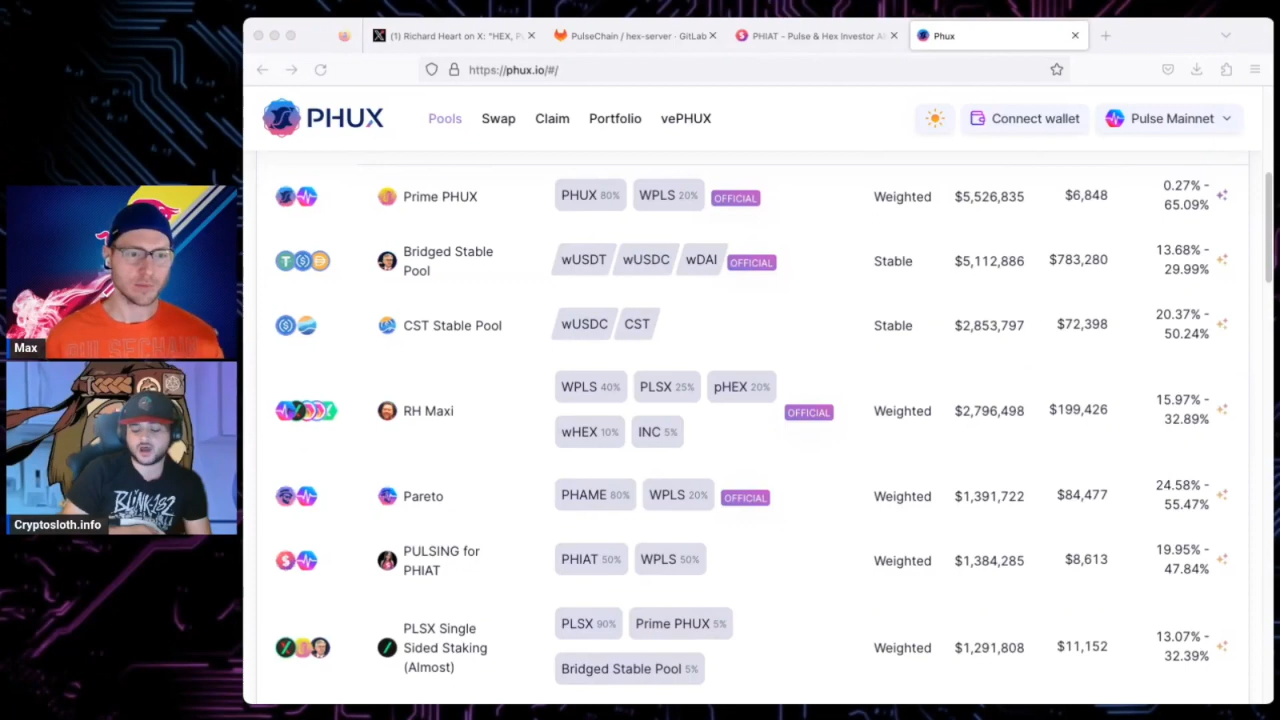 (1) Richard Heart on X: "HEX, P
PulseChain / hex-server · GitLab
PHIAT – Pulse & Hex Investor Al
Phux
https://phux.io/#/
PHUX
Pools Swap Claim Portfolio vePHUX
Connect wallet
Pulse Mainnet
Prime PHUX PHUX 80% WPLS 20% OFFICIAL Weighted $5,526,835 $6,848 0.27% -
65.09%
Bridged Stable
Pool
wUSDT wUSDC wDAI OFFICIAL Stable $5,112,886 $783,280 13.68% -
29.99%
CST Stable Pool wUSDC CST Stable $2,853,797 $72,398 20.37% -
50.24%
RH Maxi
WPLS 40% PLSX 25% pHEX 20%
wHEX 10% INC 5%
OFFICIAL
Weighted $2,796,498 $199,426 15.97% -
32.89%
Pareto PHAME 80% WPLS 20% OFFICIAL Weighted $1,391,722 $84,477 24.58% -
55.47%
PULSING for
PHIAT
PHIAT 50% WPLS 50% Weighted $1,384,285 $8,613 19.95% -
47.84%
PLSX Single
Sided Staking
(Almost)
PLSX 90% Prime PHUX 5%
Bridged Stable Pool 5%
Weighted $1,291,808 $11,152 13.07% -
32.39%
PULSECHAIN
Max
BLINK-182
Cryptosloth.info